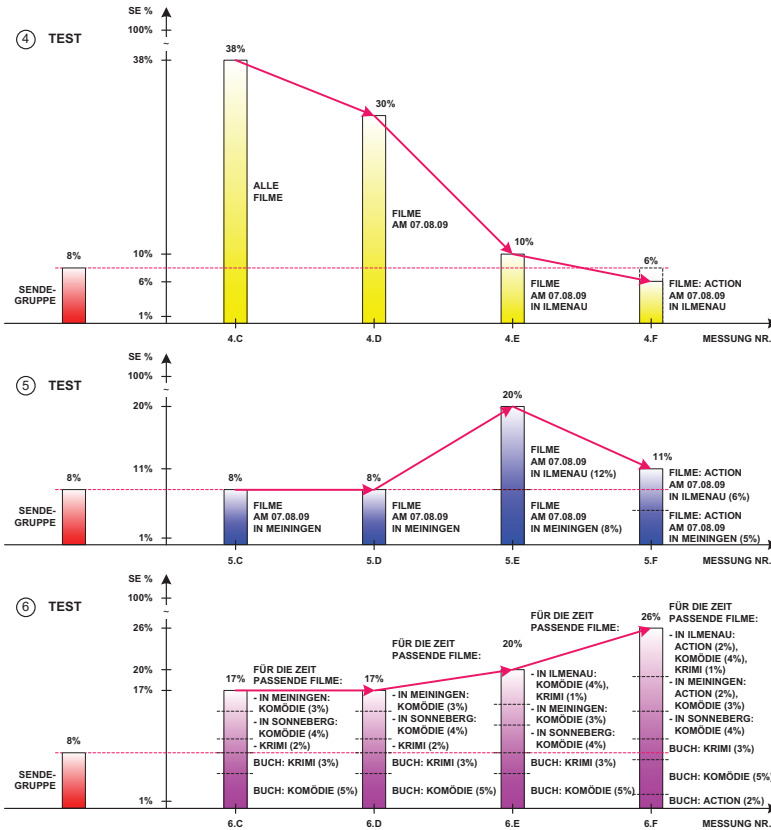 4 TEST
SE %
100%
~
38%
10%
6%
1%
8%
SENDE-
GRUPPE
38%
ALLE
FILME
30%
FILME
AM 07.08.09
10%
FILME
AM 07.08.09
IN ILMENAU
6%
FILME: ACTION
AM 07.08.09
IN ILMENAU
4.C
4.D
4.E
4.F
MESSUNG NR.
5 TEST
SE %
100%
~
20%
11%
1%
8%
SENDE-
GRUPPE
8%
FILME
AM 07.08.09
IN MEININGEN
8%
FILME
AM 07.08.09
IN MEININGEN
20%
FILME
AM 07.08.09
IN ILMENAU (12%)
FILME
AM 07.08.09
IN MEININGEN (8%)
11%
FILME: ACTION
AM 07.08.09
IN ILMENAU (6%)
FILME: ACTION
AM 07.08.09
IN MEININGEN (5%)
5.C
5.D
5.E
5.F
MESSUNG NR.
6 TEST
SE %
100%
~
26%
20%
17%
1%
8%
SENDE-
GRUPPE
17%
FÜR DIE ZEIT
PASSENDE FILME:
- IN MEININGEN:
KOMÖDIE (3%)
- IN SONNEBERG:
KOMÖDIE (4%)
- KRIMI (2%)
BUCH: KRIMI (3%)
BUCH: KOMÖDIE (5%)
17%
FÜR DIE ZEIT
PASSENDE FILME:
- IN MEININGEN:
KOMÖDIE (3%)
- IN SONNEBERG:
KOMÖDIE (4%)
- KRIMI (2%)
BUCH: KRIMI (3%)
BUCH: KOMÖDIE (5%)
20%
FÜR DIE ZEIT
PASSENDE FILME:
- IN ILMENAU:
KOMÖDIE (4%),
KRIMI (1%)
- IN MEININGEN:
KOMÖDIE (3%)
- IN SONNEBERG:
KOMÖDIE (4%)
BUCH: KRIMI (3%)
BUCH: KOMÖDIE (5%)
26%
FÜR DIE ZEIT
PASSENDE FILME:
- IN ILMENAU:
ACTION (2%),
KOMÖDIE (4%),
KRIMI (1%)
- IN MEININGEN:
ACTION (2%),
KOMÖDIE (3%)
- IN SONNEBERG:
KOMÖDIE (4%)
BUCH: KRIMI (3%)
BUCH: KOMÖDIE (5%)
BUCH: ACTION (2%)
6.C
6.D
6.E
6.F
MESSUNG NR.